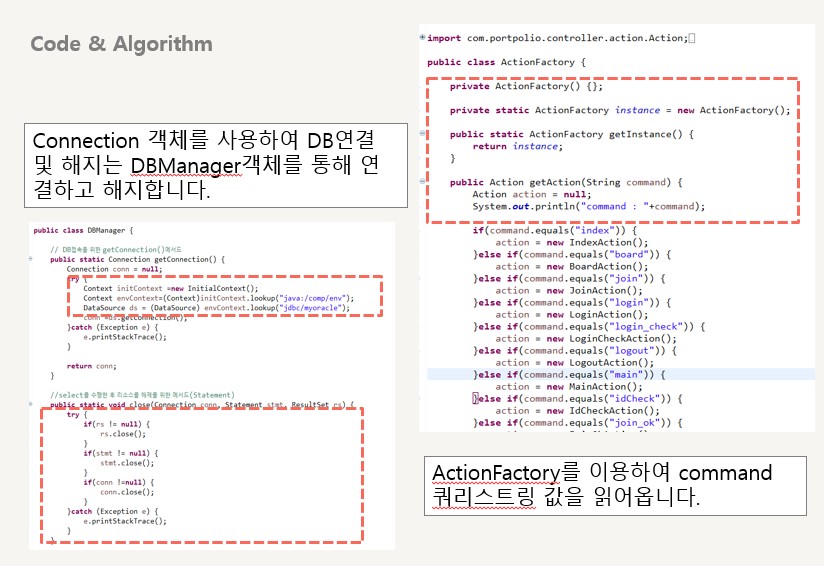 Code & Algorithm
Connection 객체를 사용하여 DB연결
및 해지는 DBManager객체를 통해 연
결하고 해지합니다.
public class DBManager {
// DB접속을 위한 getConnection()메서드
public static Connection getConnection() {
Connection conn = null;
try {
Context initContext =new InitialContext();
Context envContext=(Context)initContext.lookup("java:/comp/env");
DataSource ds = (DataSource) envContext.lookup("jdbc/myoracle");
conn =ds.getConnection();
}catch (Exception e) {
e.printStackTrace();
}
return conn;
}
//select를 수행한 후 리소스를 해제를 위한 메서드(Statement)
public static void close(Connection conn, Statement stmt, ResultSet rs) {
try {
if(rs != null) {
rs.close();
}
if(stmt != null) {
stmt.close();
}
if(conn !=null) {
conn.close();
}
}catch (Exception e) {
e.printStackTrace();
}
}
import com.portpolio.controller.action.Action;
public class ActionFactory {
private ActionFactory() {};
private static ActionFactory instance = new ActionFactory();
public static ActionFactory getInstance() {
return instance;
}
public Action getAction(String command) {
Action action = null;
System.out.println("command : "+command);
if(command.equals("index")) {
action = new IndexAction();
}else if(command.equals("board")) {
action = new BoardAction();
}else if(command.equals("join")) {
action = new JoinAction();
}else if(command.equals("login")) {
action = new LoginAction();
}else if(command.equals("login_check")) {
action = new LoginCheckAction();
}else if(command.equals("logout")) {
action = new LogoutAction();
}else if(command.equals("main")) {
action = new MainAction();
}else if(command.equals("idCheck")) {
action = new IdCheckAction();
}else if(command.equals("join_ok")) {
ActionFactory를 이용하여 command
쿼리스트링 값을 읽어옵니다.